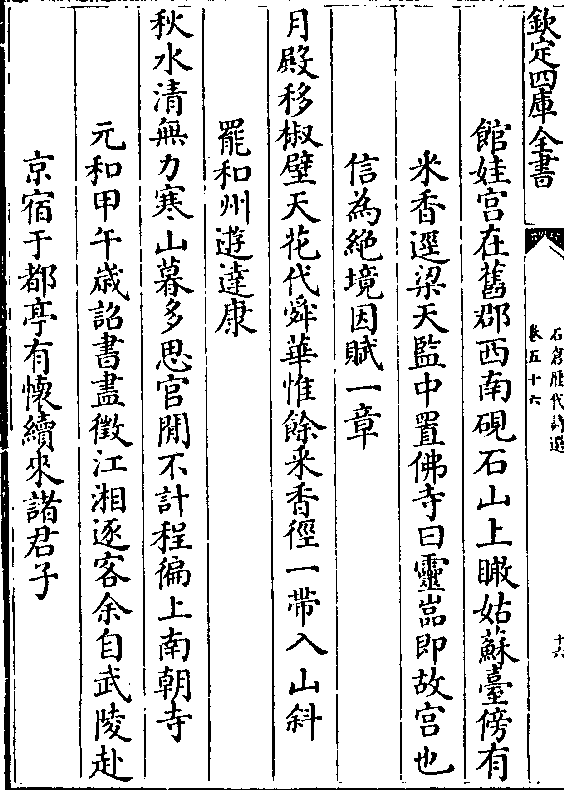 欽定四庫全書
石倉歷代詩選
卷五十六
十六
館娃宮在舊郡西南硯石山上瞰姑蘇臺傍有
采香逕梁天監中置佛寺曰靈嵓即故宮也
信為絶境因賦一章
月殿移椒壁天花代舜華惟餘采香徑一帶入山斜
罷和州逰達康
秋水清無力寒山暮多思官閒不計程徧上南朝寺
元和甲午歳詔書盡徵江湘逐客余自武陵赴
京宿于都亭有懷續來諸君子